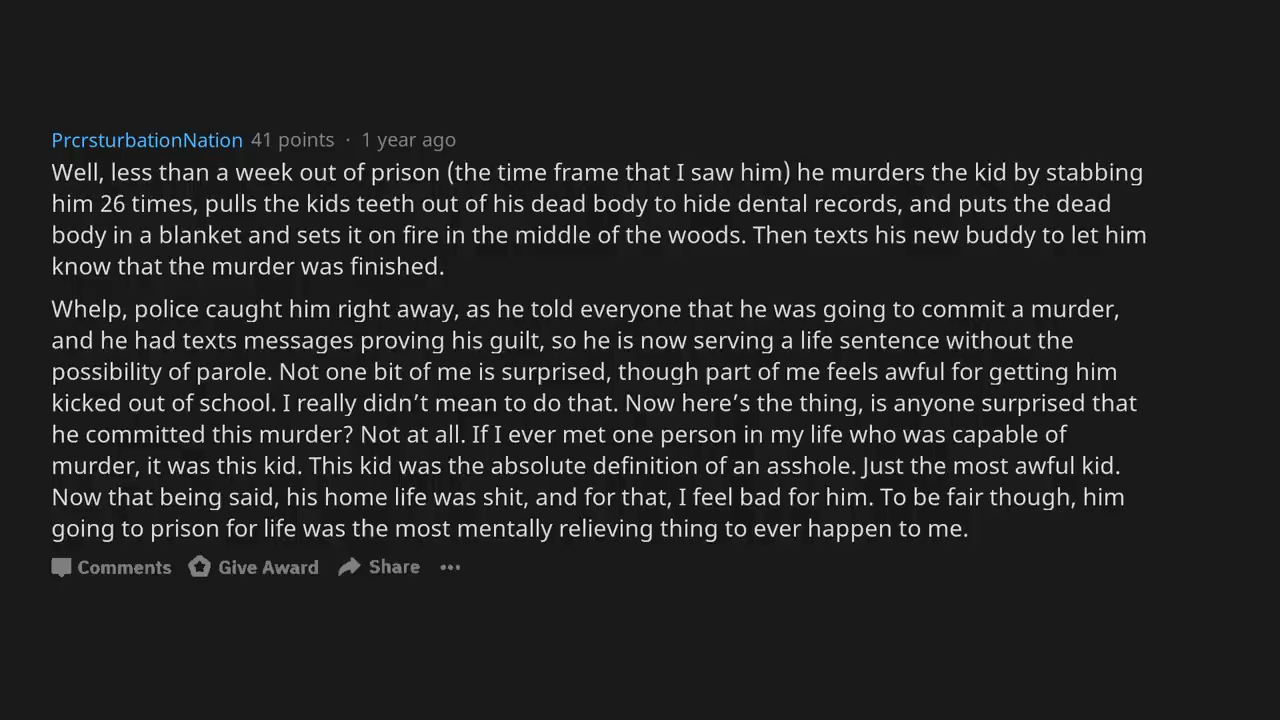 PrcrsturbationNation 41 points · 1 year ago
Well, less than a week out of prison (the time frame that I saw him) he murders the kid by stabbing
him 26 times, pulls the kids teeth out of his dead body to hide dental records, and puts the dead
body in a blanket and sets it on fire in the middle of the woods. Then texts his new buddy to let him
know that the murder was finished.
Whelp, police caught him right away, as he told everyone that he was going to commit a murder,
and he had texts messages proving his guilt, so he is now serving a life sentence without the
possibility of parole. Not one bit of me is surprised, though part of me feels awful for getting him
kicked out of school. I really didn’t mean to do that. Now here’s the thing, is anyone surprised that
he committed this murder? Not at all. If I ever met one person in my life who was capable of
murder, it was this kid. This kid was the absolute definition of an asshole. Just the most awful kid.
Now that being said, his home life was shit, and for that, I feel bad for him. To be fair though, him
going to prison for life was the most mentally relieving thing to ever happen to me.
Comments Give Award Share ···